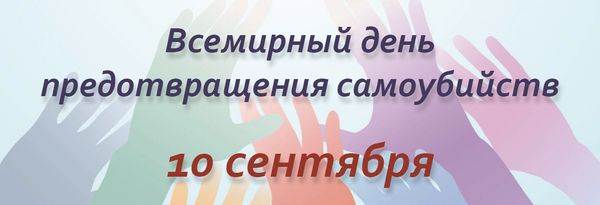 Всемирный день
предотвращения самоубийств
10 сентября